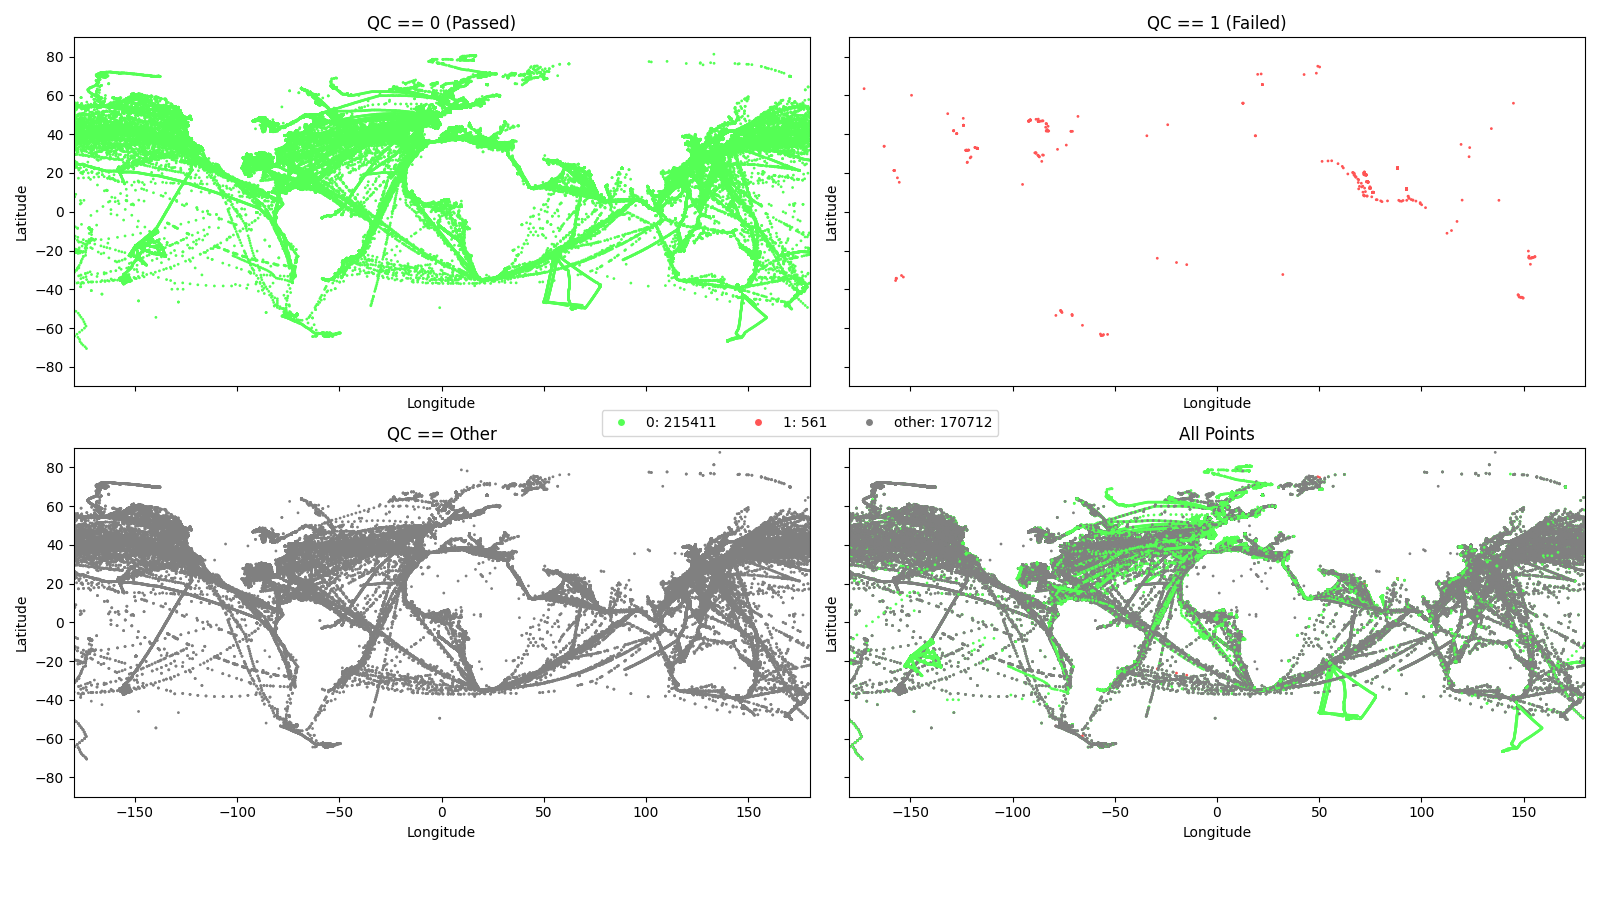 QC == 0 (Passed)
QC == 1 (Failed)
80
60
40
20
0
−20
−40
−60
−80
Latitude
Latitude
Longitude
Longitude
0: 215411 1: 561 other: 170712
QC == Other
All Points
80
60
40
20
0
−20
−40
−60
−80
Latitude
Latitude
−150 −100 −50 0 50 100 150
−150 −100 −50 0 50 100 150
Longitude
Longitude